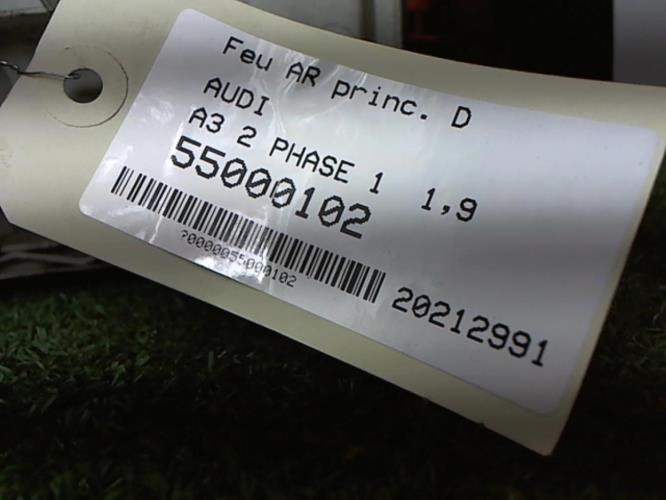 Feu AR princ. D
AUDI
A3 2 PHASE 1 1,9
55000102
?0000055000102
20212991